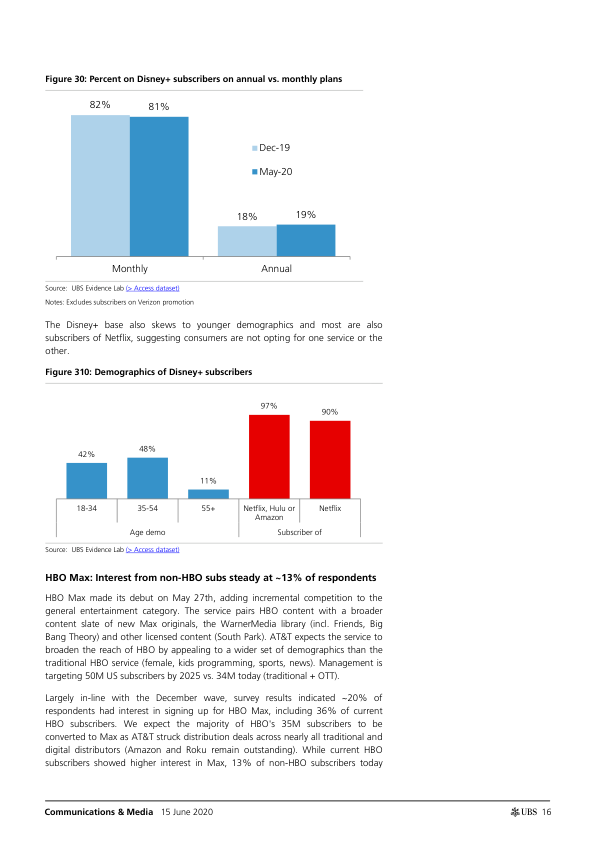 Figure 30: Percent on Disney+ subscribers on annual vs. monthly plans
82%
81%
Dec-19
May-20
18%
19%
Monthly
Annual
Source: UBS Evidence Lab (> Access dataset)
Notes: Excludes subscribers on Verizon promotion
The Disney+ base also skews to younger demographics and most are also
subscribers of Netflix, suggesting consumers are not opting for one service or the
other.
Figure 310: Demographics of Disney+ subscribers
42%
48%
11%
97%
90%
18-34
35-54
55+
Netflix, Hulu or
Amazon
Netflix
Age demo
Subscriber of
Source: UBS Evidence Lab (> Access dataset)
HBO Max: Interest from non-HBO subs steady at ~13% of respondents
HBO Max made its debut on May 27th, adding incremental competition to the
general entertainment category. The service pairs HBO content with a broader
content slate of new Max originals, the WarnerMedia library (incl. Friends, Big
Bang Theory) and other licensed content (South Park). AT&T expects the service to
broaden the reach of HBO by appealing to a wider set of demographics than the
traditional HBO service (female, kids programming, sports, news). Management is
targeting 50M US subscribers by 2025 vs. 34M today (traditional + OTT).
Largely in-line with the December wave, survey results indicated ~20% of
respondents had interest in signing up for HBO Max, including 36% of current
HBO subscribers. We expect the majority of HBO's 35M subscribers to be
converted to Max as AT&T struck distribution deals across nearly all traditional and
digital distributors (Amazon and Roku remain outstanding). While current HBO
subscribers showed higher interest in Max, 13% of non-HBO subscribers today
Communications & Media 15 June 2020
UBS 16